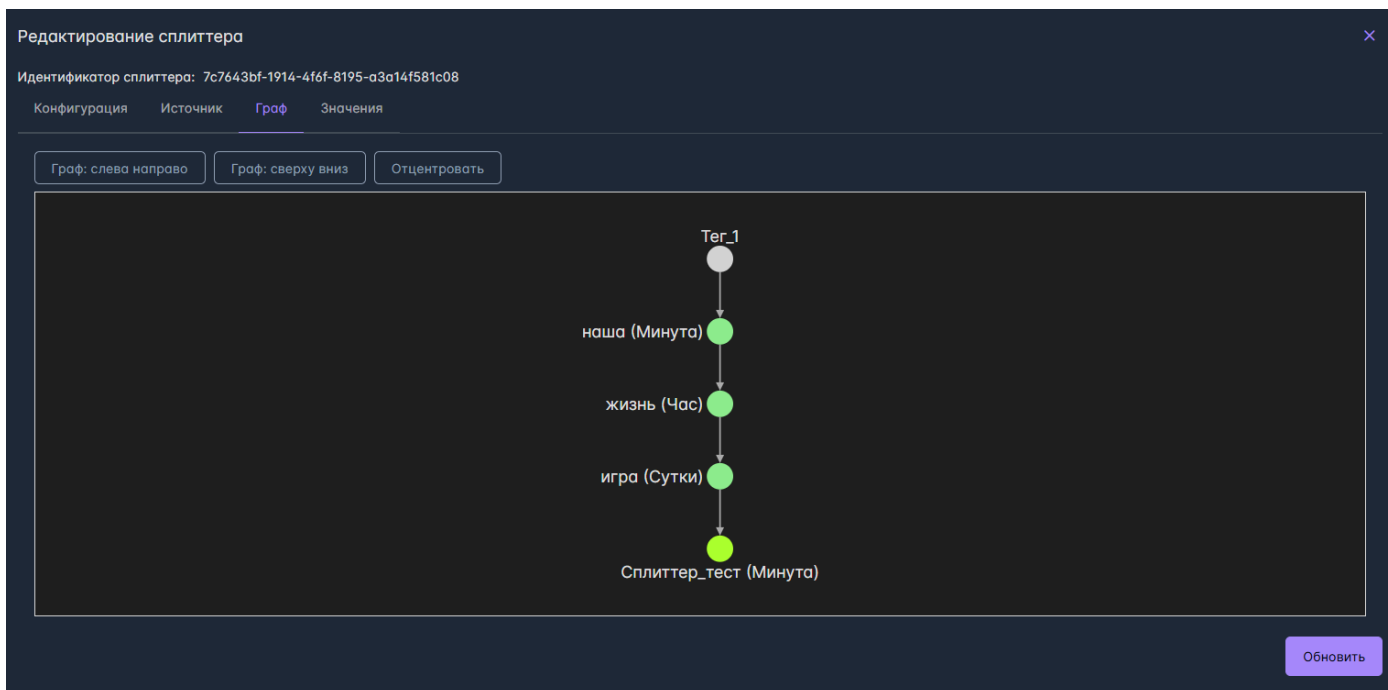 Редактирование сплиттера
Идентификатор сплиттера: 7c7643bf-1914-4f6f-8195-a3a14f581c08
Конфигурация Источник Граф Значения
Граф: слева направо Граф: сверху вниз Отцентровать
Тег_1
наша (Минута)
жизнь (Час)
игра (Сутки)
Сплиттер_тест (Минута)
Обновить